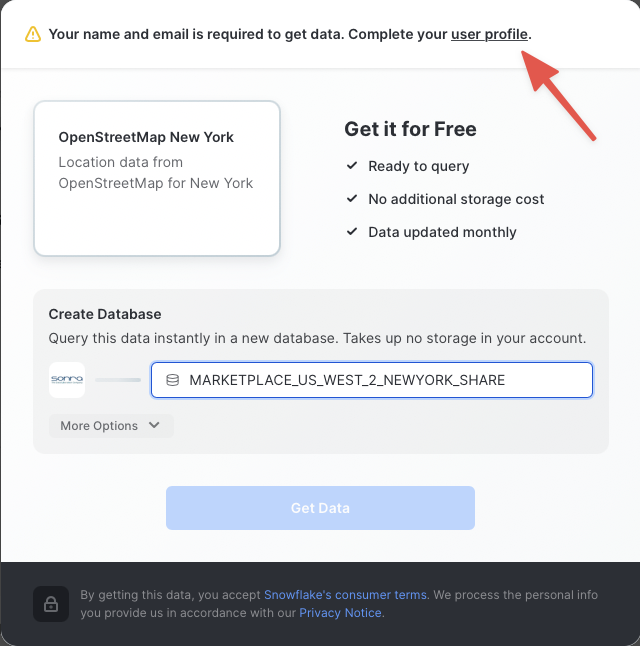 Your name and email is required to get data. Complete your user profile.
OpenStreetMap New York
Location data from
OpenStreetMap for New York
Get it for Free
Ready to query
No additional storage cost
Data updated monthly
Create Database
Query this data instantly in a new database. Takes up no storage in your account.
sonra
MARKETPLACE_US_WEST_2_NEWYORK_SHARE
More Options
Get Data
By getting this data, you accept Snowflake's consumer terms. We process the personal info
you provide us in accordance with our Privacy Notice.